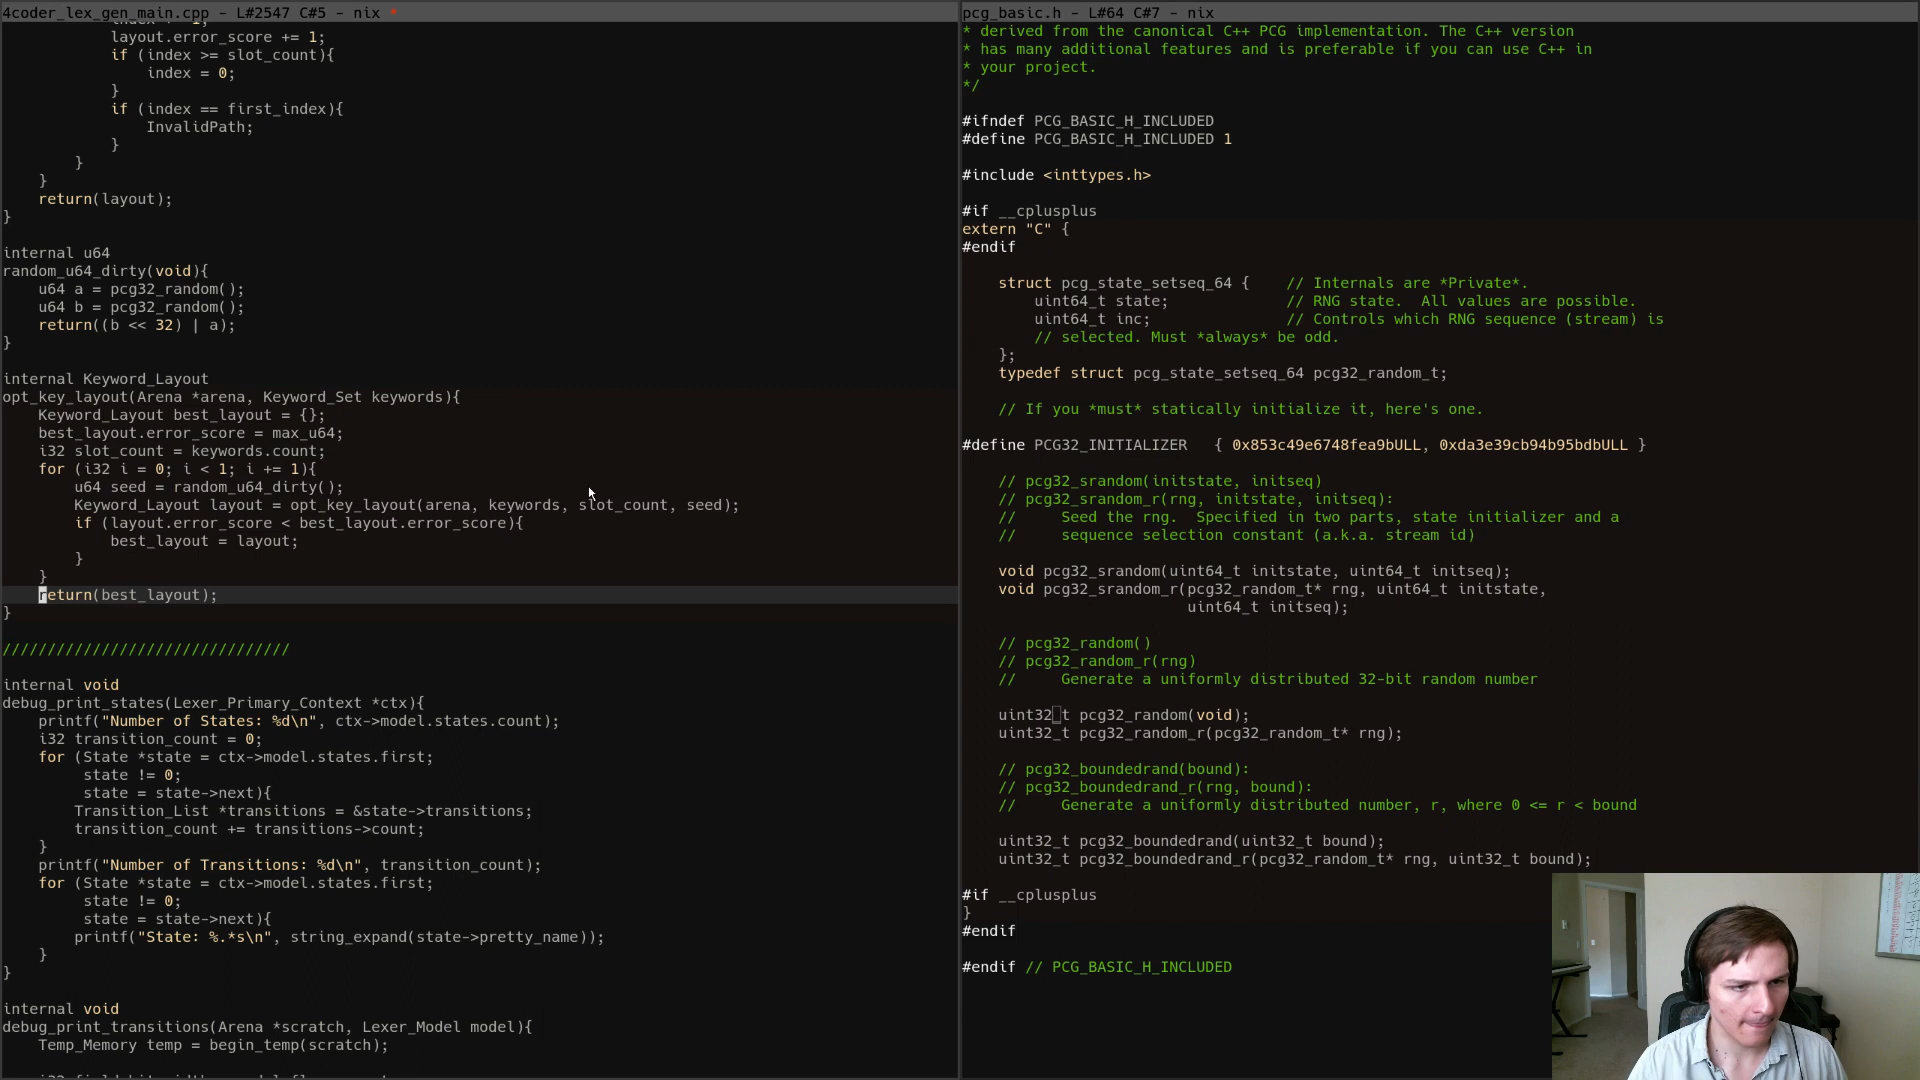 4coder_lex_gen_main.cpp - L#2547 C#5 - nix *
layout.error_score += 1;
if (index >= slot_count){
index = 0;
}
if (index == first_index){
InvalidPath;
}
}
}
return(layout);
}
internal u64
random_u64_dirty(void){
u64 a = pcg32_random();
u64 b = pcg32_random();
return((b << 32) | a);
}
internal Keyword_Layout
opt_key_layout(Arena *arena, Keyword_Set keywords){
Keyword_Layout best_layout = {};
best_layout.error_score = max_u64;
i32 slot_count = keywords.count;
for (i32 i = 0; i < 1; i += 1){
u64 seed = random_u64_dirty();
Keyword_Layout layout = opt_key_layout(arena, keywords, slot_count, seed);
if (layout.error_score < best_layout.error_score){
best_layout = layout;
}
}
return(best_layout);
}
////////////////////////////////
internal void
debug_print_states(Lexer_Primary_Context *ctx){
printf("Number of States: %d\n", ctx->model.states.count);
i32 transition_count = 0;
for (State *state = ctx->model.states.first;
state != 0;
state = state->next){
Transition_List *transitions = &state->transitions;
transition_count += transitions->count;
}
printf("Number of Transitions: %d\n", transition_count);
for (State *state = ctx->model.states.first;
state != 0;
state = state->next){
printf("State: %.*s\n", string_expand(state->pretty_name));
}
}
internal void
debug_print_transitions(Arena *scratch, Lexer_Model model){
Temp_Memory temp = begin_temp(scratch);
pcg_basic.h - L#64 C#7 - nix
* derived from the canonical C++ PCG implementation. The C++ version
* has many additional features and is preferable if you can use C++ in
* your project.
*/
#ifndef PCG_BASIC_H_INCLUDED
#define PCG_BASIC_H_INCLUDED 1
#include <inttypes.h>
#if __cplusplus
extern "C" {
#endif
struct pcg_state_setseq_64 {    // Internals are *Private*.
uint64_t state;             // RNG state.  All values are possible.
uint64_t inc;               // Controls which RNG sequence (stream) is
// selected. Must *always* be odd.
};
typedef struct pcg_state_setseq_64 pcg32_random_t;
// If you *must* statically initialize it, here's one.
#define PCG32_INITIALIZER   { 0x853c49e6748fea9bULL, 0xda3e39cb94b95bdbULL }
// pcg32_srandom(initstate, initseq)
// pcg32_srandom_r(rng, initstate, initseq):
//     Seed the rng.  Specified in two parts, state initializer and a
//     sequence selection constant (a.k.a. stream id)
void pcg32_srandom(uint64_t initstate, uint64_t initseq);
void pcg32_srandom_r(pcg32_random_t* rng, uint64_t initstate,
uint64_t initseq);
// pcg32_random()
// pcg32_random_r(rng)
//     Generate a uniformly distributed 32-bit random number
uint32_t pcg32_random(void);
uint32_t pcg32_random_r(pcg32_random_t* rng);
// pcg32_boundedrand(bound):
// pcg32_boundedrand_r(rng, bound):
//     Generate a uniformly distributed number, r, where 0 <= r < bound
uint32_t pcg32_boundedrand(uint32_t bound);
uint32_t pcg32_boundedrand_r(pcg32_random_t* rng, uint32_t bound);
#if __cplusplus
}
#endif
#endif // PCG_BASIC_H_INCLUDED